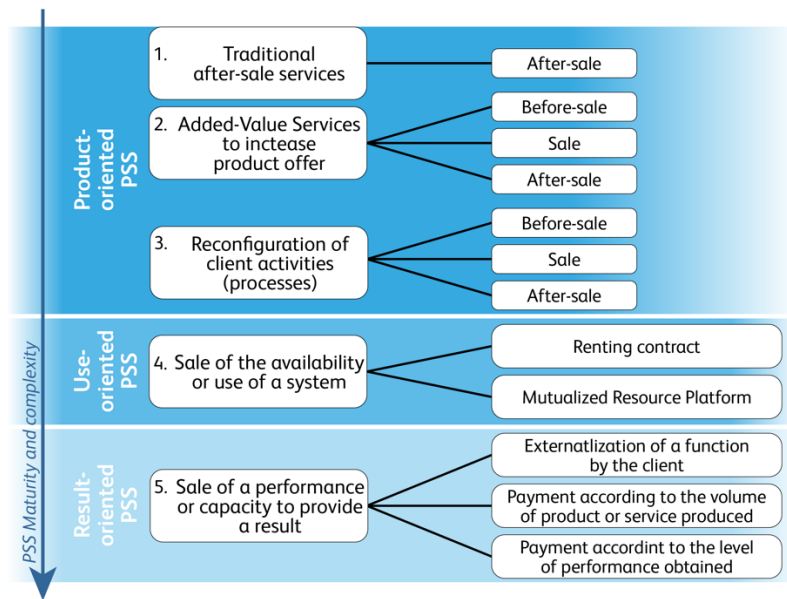 PSS Maturity and complexity
Product-
oriented
PSS
1. Traditional
after-sale services
After-sale
2. Added-Value Services
to inctease
product offer
Before-sale
Sale
After-sale
3. Reconfiguration of
client activities
(processes)
Before-sale
Sale
After-sale
Use-
oriented
PSS
4. Sale of the availability
or use of a system
Renting contract
Mutualized Resource Platform
Result-
oriented
PSS
5. Sale of a performance
or capacity to provide
a result
Externatlization of a function
by the client
Payment according to the volume
of product or service produced
Payment accordint to the level
of performance obtained